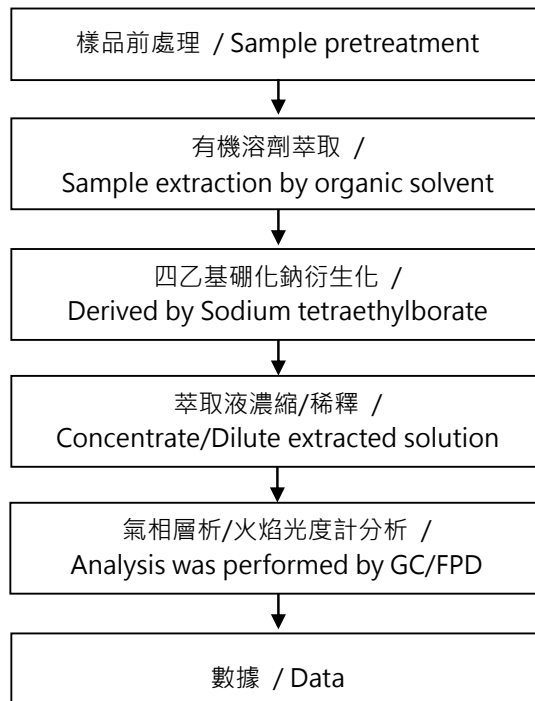 樣品前處理 / Sample pretreatment
有機溶劑萃取 /
Sample extraction by organic solvent
四乙基硼化鈉衍生化 /
Derived by Sodium tetraethylborate
萃取液濃縮/稀釋 /
Concentrate/Dilute extracted solution
氣相層析/火焰光度計分析 /
Analysis was performed by GC/FPD
數據 / Data